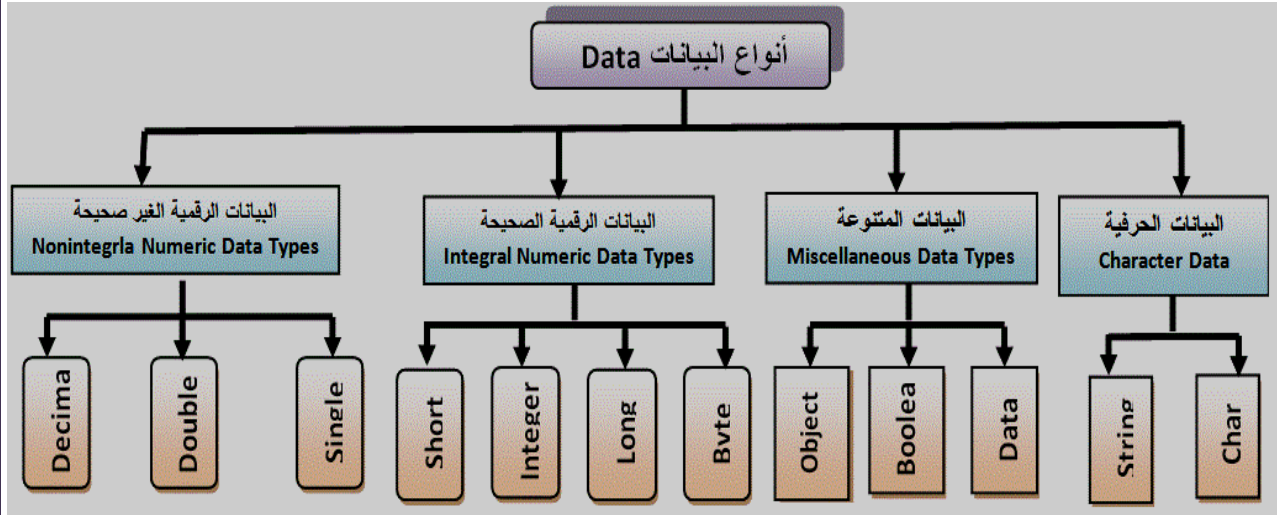 أنواع البيانات Data
البيانات الرقمية الغير صحيحة
Nonintegrla Numeric Data Types
البيانات الرقمية الصحيحة
Integral Numeric Data Types
البيانات المتنوعة
Miscellaneous Data Types
البيانات الحرفية
Character Data
Decima
Double
Single
Short
Integer
Long
Byte
Object
Boolea
Data
String
Char